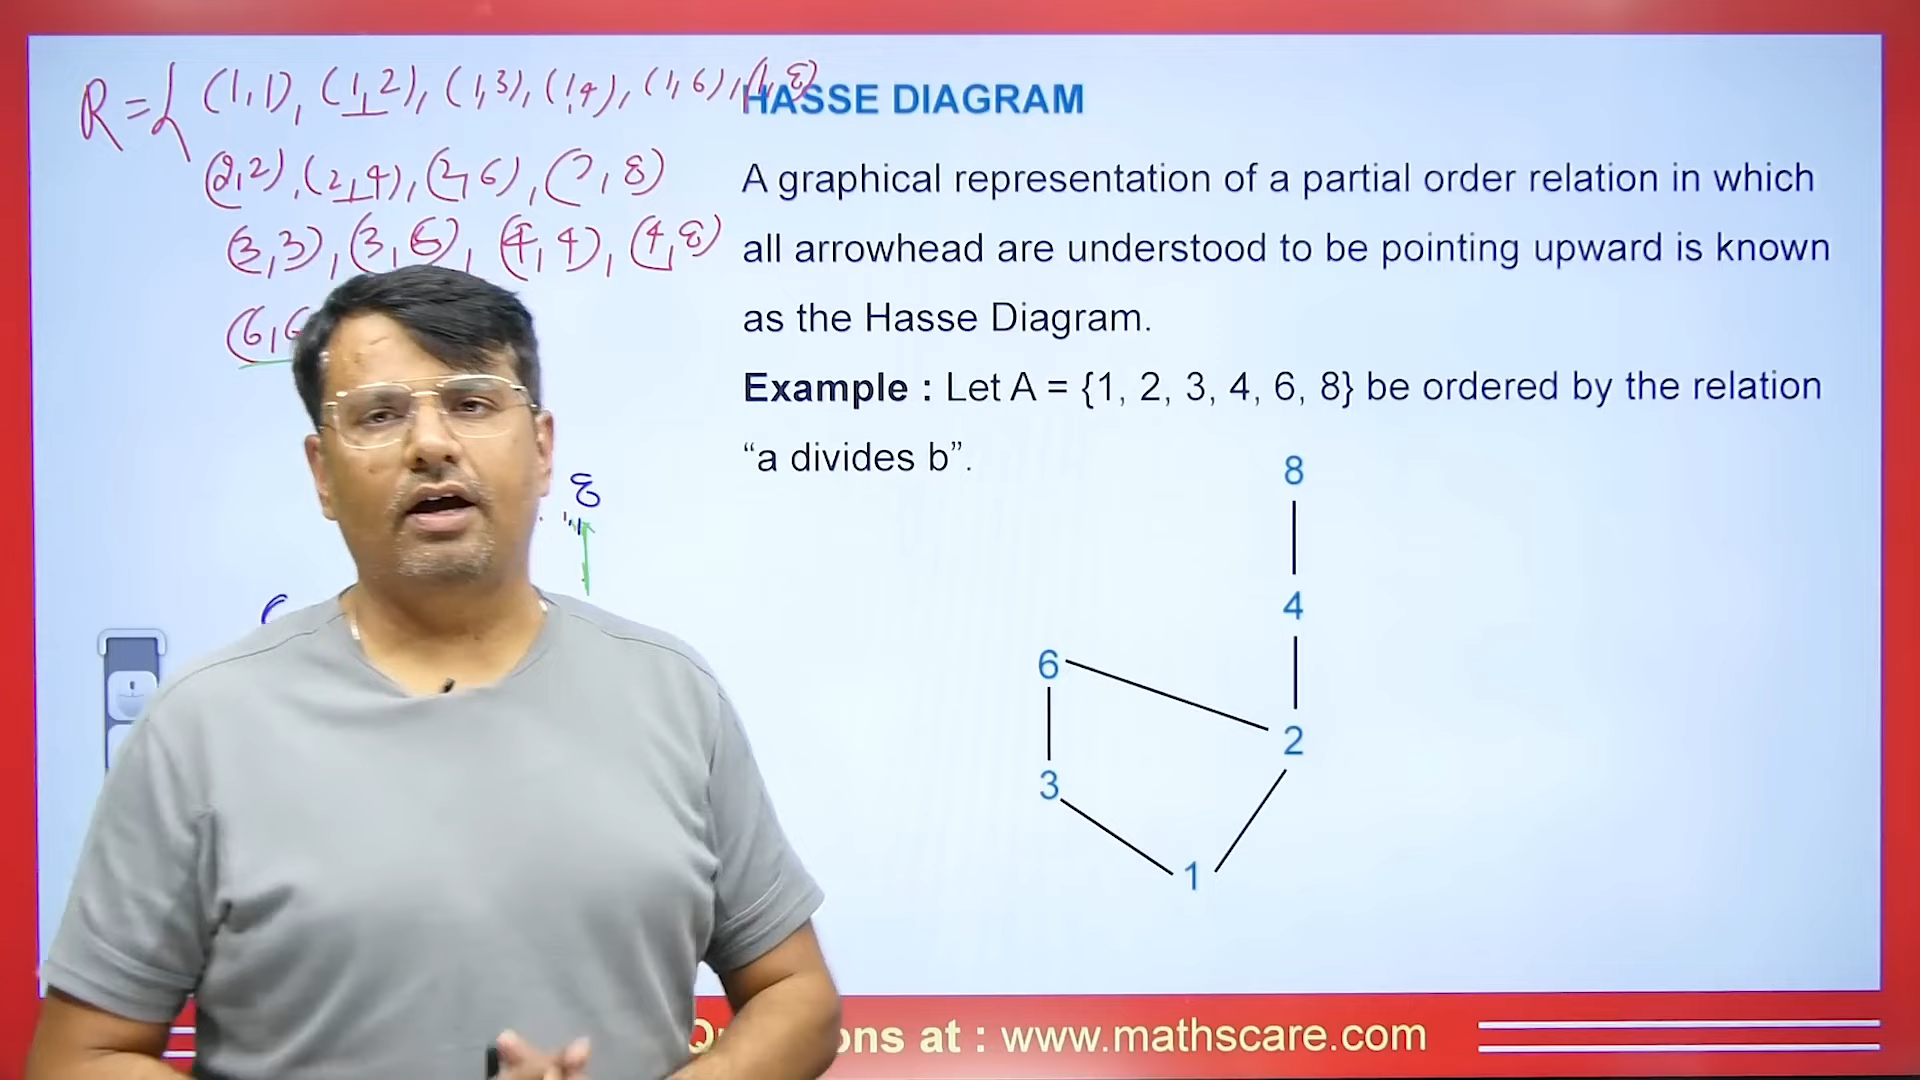 R = { (1,1), (1,2), (1,3), (1,4), (1,6), (1,8)
(2,2), (2,4), (2,6), (2,8)
(3,3), (3,6), (4,4), (4,8)
(6,6
8
HASSE DIAGRAM
A graphical representation of a partial order relation in which
all arrowhead are understood to be pointing upward is known
as the Hasse Diagram.
Example : Let A = {1, 2, 3, 4, 6, 8} be ordered by the relation
“a divides b”.
8
4
6
2
3
1
ons at : www.mathscare.com